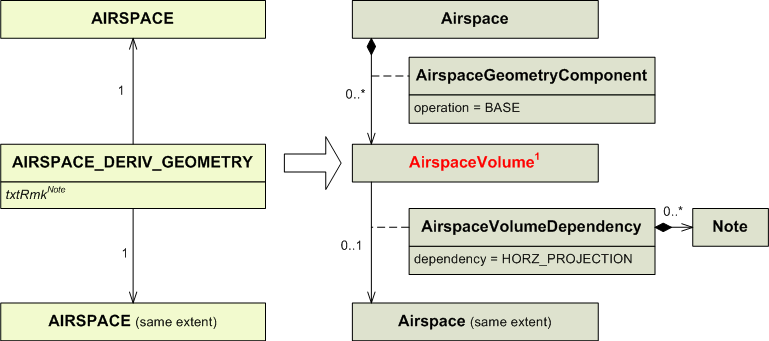 AIRSPACE
1
AIRSPACE_DERIV_GEOMETRY
txtRmkNote
1
AIRSPACE (same extent)
Airspace
AirspaceGeometryComponent
operation = BASE
0..*
AirspaceVolume1
AirspaceVolumeDependency
dependency = HORZ_PROJECTION
0..*
Note
0..1
Airspace (same extent)